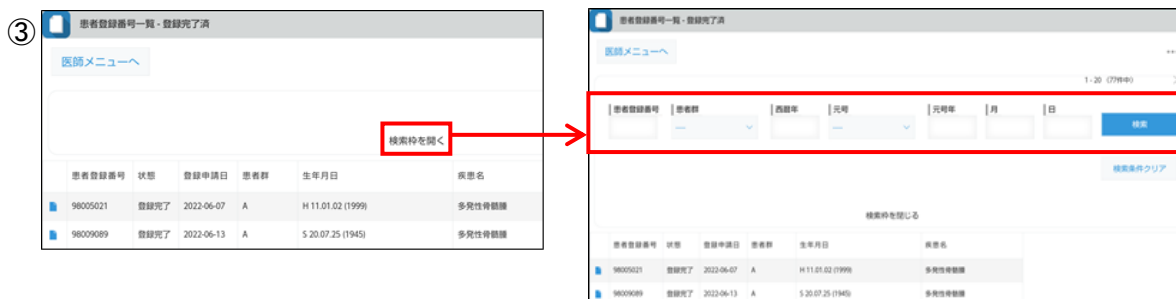 ③
患者登録番号一覧 - 登録完了済
医師メニューへ
検索枠を開く
患者登録番号 状態 登録申請日 患者群 生年月日 疾患名
98005021 登録完了 2022-06-07 A H 11.01.02 (1999) 多発性骨髄腫
98009089 登録完了 2022-06-13 A S 20.07.25 (1945) 多発性骨髄腫
患者登録番号一覧 - 登録完了済
医師メニューへ
1 - 20 (77件中)
患者登録番号 患者群 西暦年 元号 元号年 月 日
検索
検索条件クリア
検索枠を閉じる
患者登録番号 状態 登録申請日 患者群 生年月日 疾患名
98005021 登録完了 2022-06-07 A H 11.01.02 (1999) 多発性骨髄腫
98009089 登録完了 2022-06-13 A S 20.07.25 (1945) 多発性骨髄腫